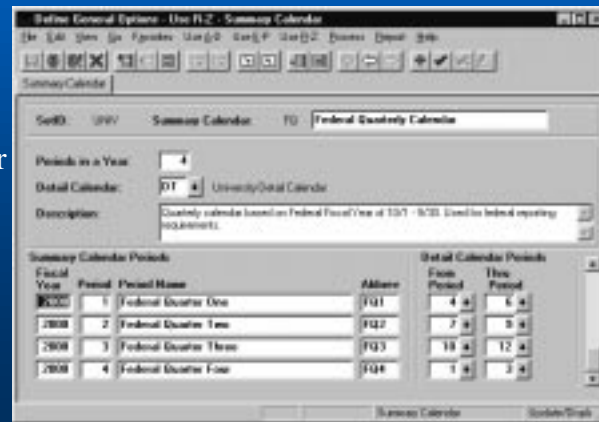 Define General Options - Use R-Z - Summary Calendar
File Edit View Go Favorites Use A-D Use E-P Use R-Z Process Report Help
Summary Calendar
SetID: UNIV Summary Calendar: FQ Federal Quarterly Calendar
r
Periods in a Year: 4
Detail Calendar: DT University Detail Calendar
Description: Quarterly calendar based on Federal Fiscal Year of 10/1 - 9/30. Used for federal reporting
requirements.
Summary Calendar Periods Detail Calendar Periods
Fiscal Year Period Period Name Abbrev From Period Thru Period
2000 1 Federal Quarter One FQ1 4 6
2000 2 Federal Quarter Two FQ2 7 9
2000 3 Federal Quarter Three FQ3 10 12
2000 4 Federal Quarter Four FQ4 1 3
Summary Calendar Update/Display